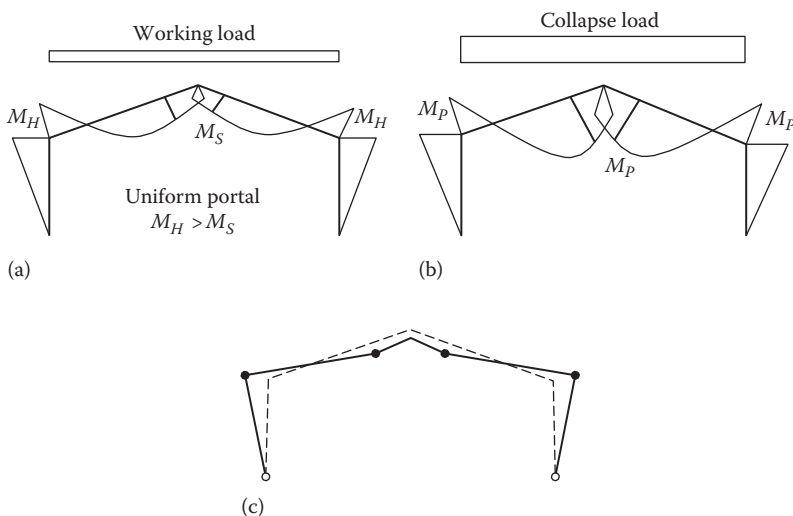 Working load
M_H
M_S
M_H
Uniform portal
M_H > M_S
(a)
Collapse load
M_P
M_P
M_P
(b)
(c)